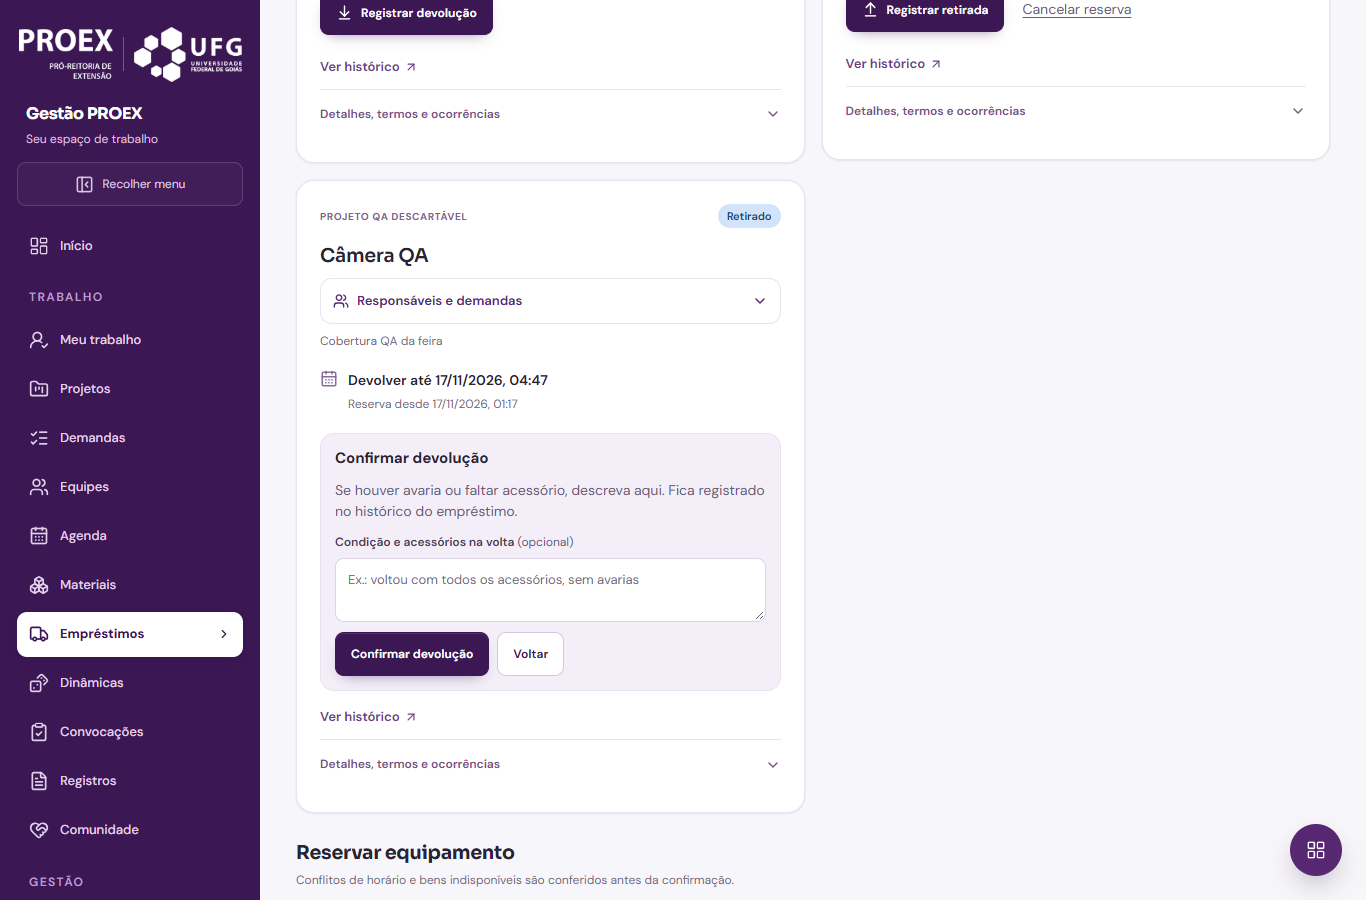 PROEX
PRÓ-REITORIA DE
EXTENSÃO
UFG
UNIVERSIDADE
FEDERAL DE GOIÁS
Gestão PROEX
Seu espaço de trabalho
Recolher menu
Início
TRABALHO
Meu trabalho
Projetos
Demandas
Equipes
Agenda
Materiais
Empréstimos
Dinâmicas
Convocações
Registros
Comunidade
GESTÃO
Registrar devolução
Ver histórico
Detalhes, termos e ocorrências
Registrar retirada
Cancelar reserva
Ver histórico
Detalhes, termos e ocorrências
PROJETO QA DESCARTÁVEL
Retirado
Câmera QA
Responsáveis e demandas
Cobertura QA da feira
Devolver até 17/11/2026, 04:47
Reserva desde 17/11/2026, 01:17
Confirmar devolução
Se houver avaria ou faltar acessório, descreva aqui. Fica registrado
no histórico do empréstimo.
Condição e acessórios na volta (opcional)
Ex.: voltou com todos os acessórios, sem avarias
Confirmar devolução
Voltar
Ver histórico
Detalhes, termos e ocorrências
Reservar equipamento
Conflitos de horário e bens indisponíveis são conferidos antes da confirmação.